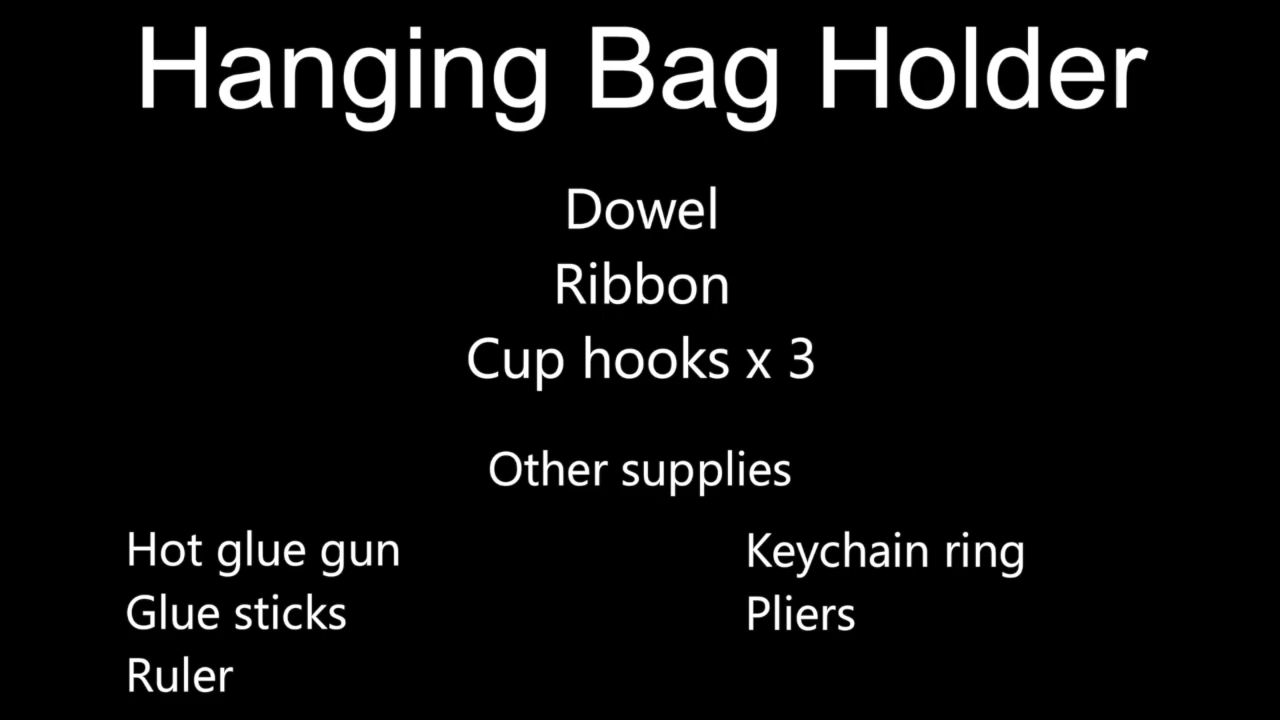 Hanging Bag Holder
Dowel
Ribbon
Cup hooks x 3
Other supplies
Hot glue gun
Glue sticks
Ruler
Keychain ring
Pliers